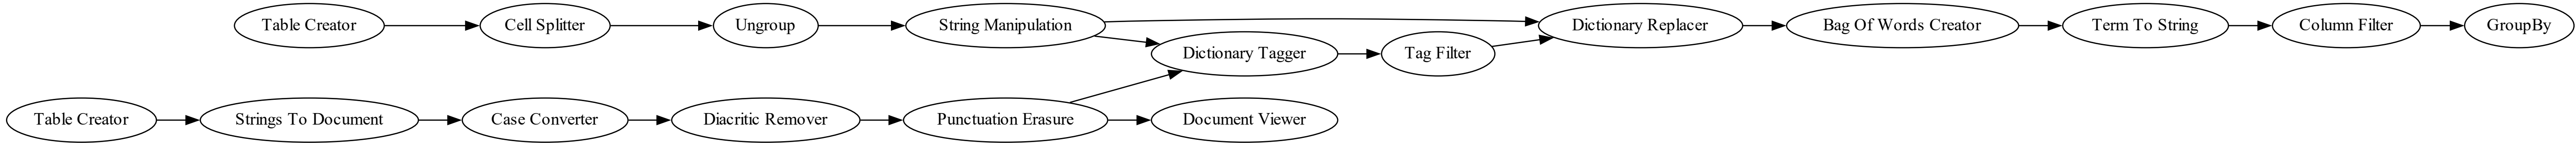 Table Creator
Cell Splitter
Ungroup
String Manipulation
Dictionary Replacer
Bag Of Words Creator
Term To String
Column Filter
GroupBy
Dictionary Tagger
Tag Filter
Table Creator
Strings To Document
Case Converter
Diacritic Remover
Punctuation Erasure
Document Viewer